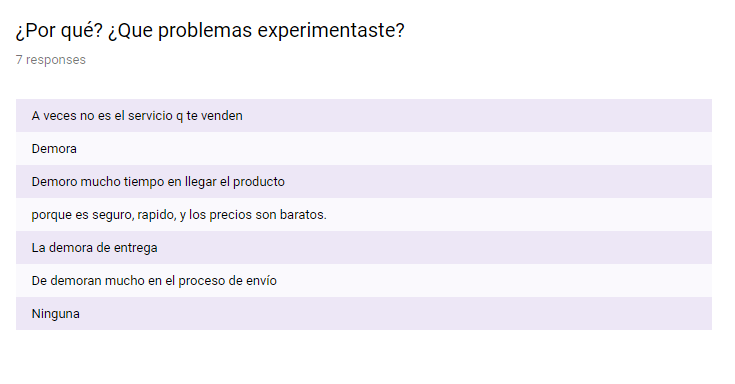 ¿Por qué? ¿Que problemas experimentaste?
7 responses
A veces no es el servicio q te venden
Demora
Demoro mucho tiempo en llegar el producto
porque es seguro, rapido, y los precios son baratos.
La demora de entrega
De demoran mucho en el proceso de envío
Ninguna